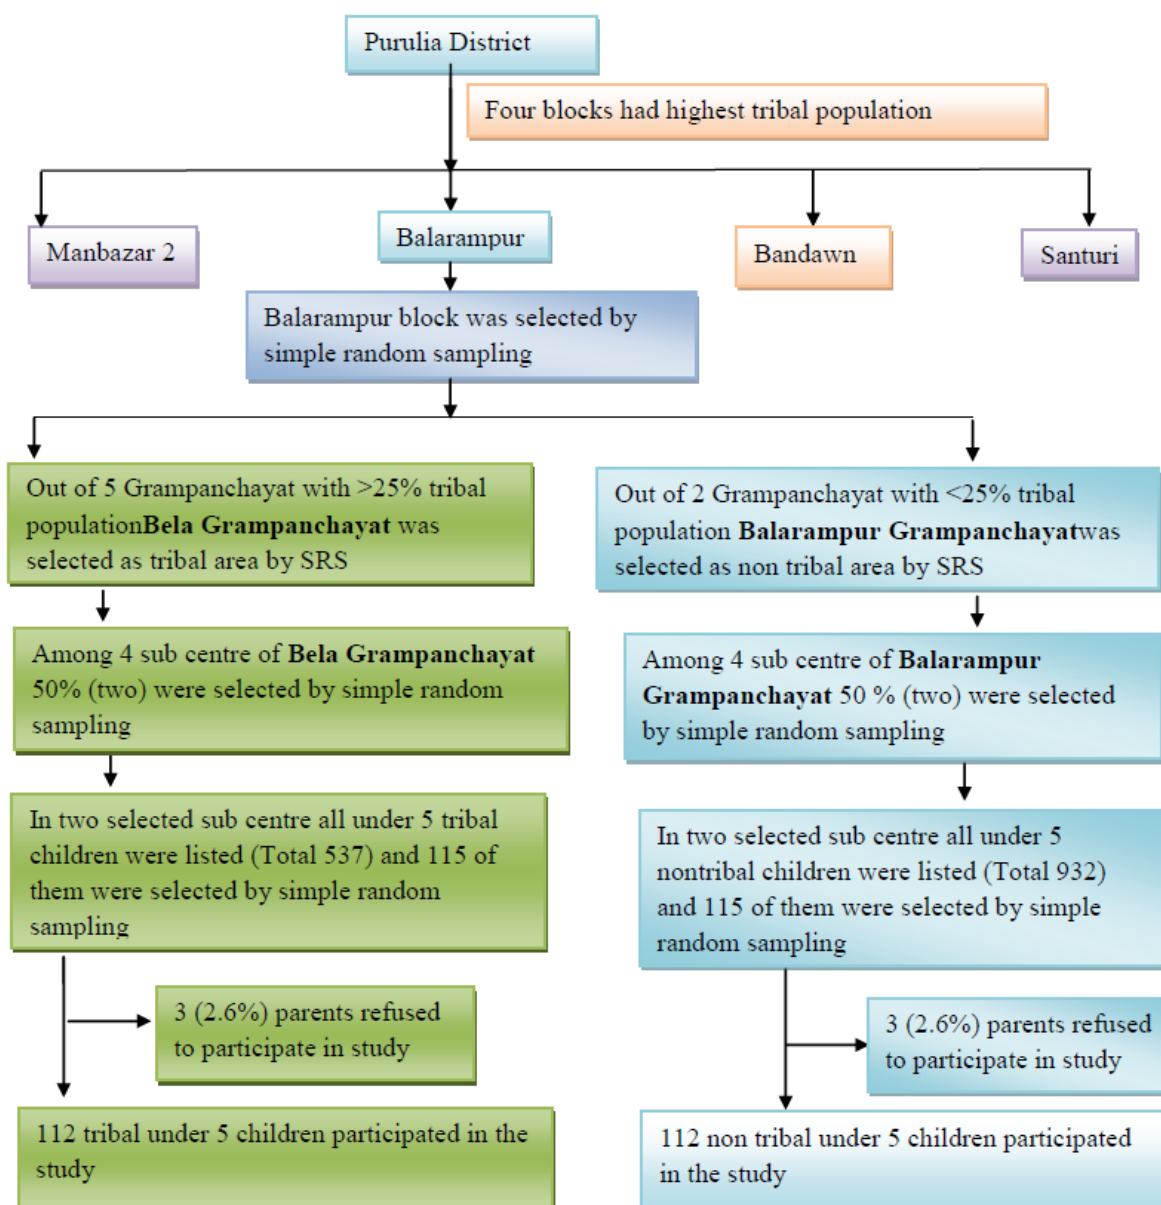 Purulia District
Four blocks had highest tribal population
Manbazar 2
Balarampur
Bandawn
Santuri
Balarampur block was selected by
simple random sampling
Out of 5 Grampanchayat with >25% tribal
populationBela Grampanchayat was
selected as tribal area by SRS
Out of 2 Grampanchayat with <25% tribal
population Balarampur Grampanchayatwas
selected as non tribal area by SRS
Among 4 sub centre of Bela Grampanchayat
50% (two) were selected by simple random
sampling
Among 4 sub centre of Balarampur
Grampanchayat 50 % (two) were selected
by simple random sampling
In two selected sub centre all under 5 tribal
children were listed (Total 537) and 115 of
them were selected by simple random
sampling
In two selected sub centre all under 5
nontribal children were listed (Total 932)
and 115 of them were selected by simple
random sampling
3 (2.6%) parents refused
to participate in study
3 (2.6%) parents refused
to participate in study
112 tribal under 5 children participated in the
study
112 non tribal under 5 children participated
in the study